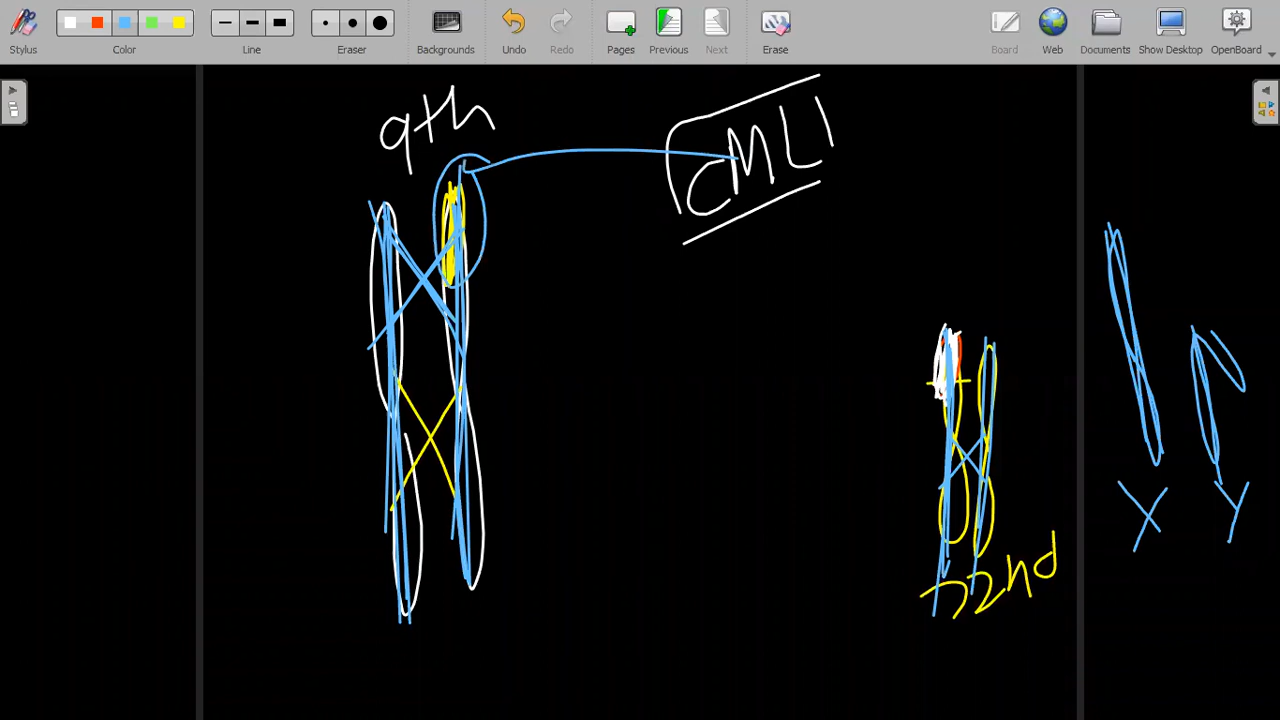 Stylus
Color
Line
Eraser
Backgrounds
Undo
Redo
Pages
Previous
Next
Erase
Board
Web
Documents
Show Desktop
OpenBoard
9th
CML
X Y
22nd